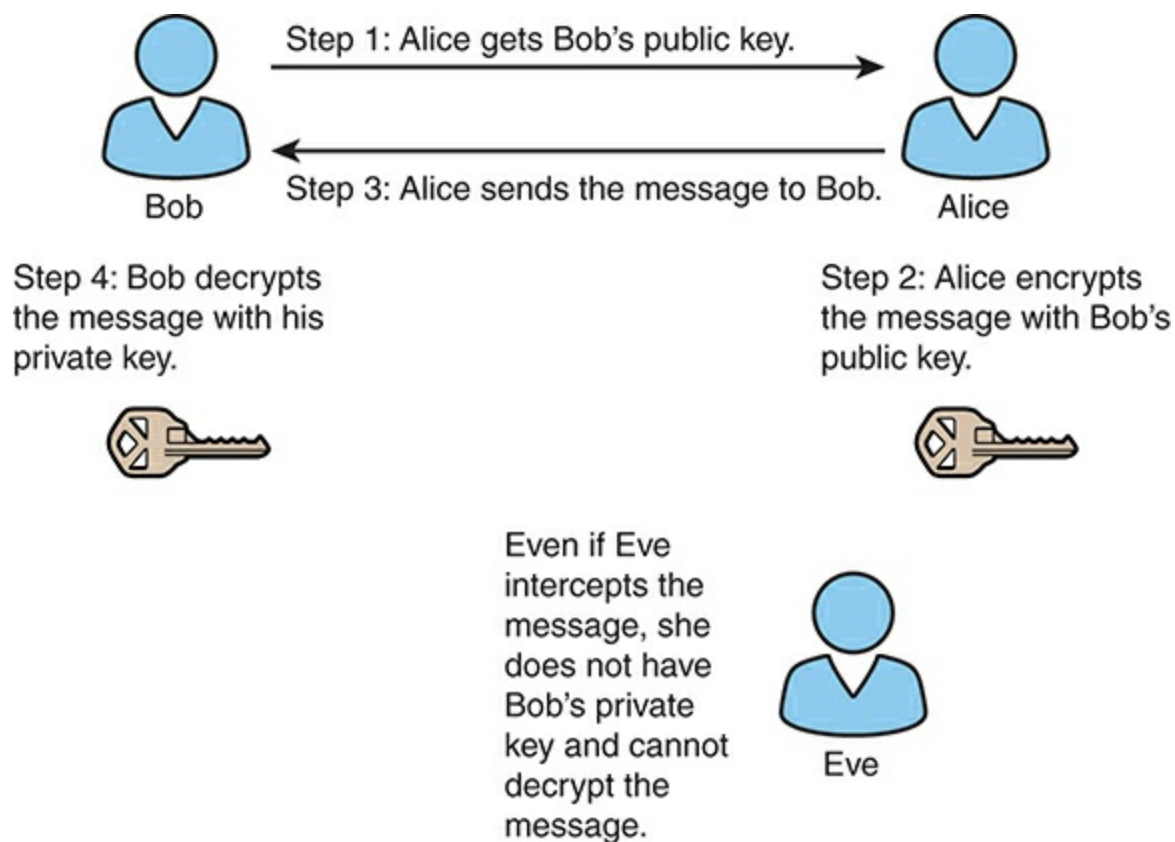 Step 1: Alice gets Bob's public key.
Step 3: Alice sends the message to Bob.
Bob
Alice
Step 4: Bob decrypts
the message with his
private key.
Step 2: Alice encrypts
the message with Bob's
public key.
Even if Eve
intercepts the
message, she
does not have
Bob's private
key and cannot
decrypt the
message.
Eve